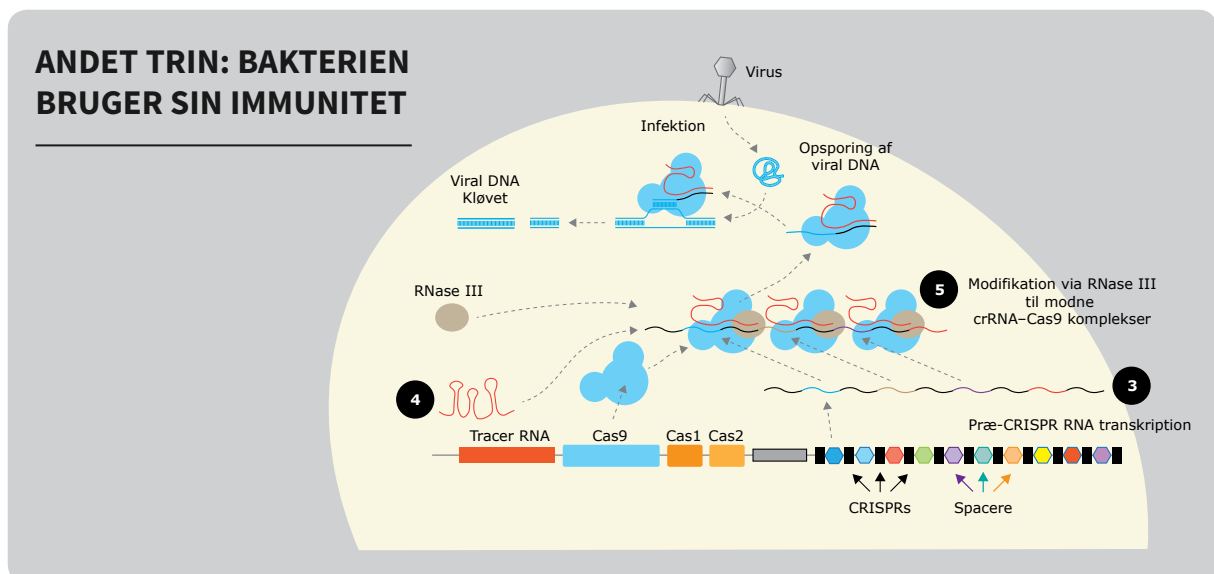 ANDET TRIN: BAKTERIEN
BRUGER SIN IMMUNITET
Virus
Infektion
Opsporing af
viral DNA
Viral DNA
Kløvet
RNase III
5
Modifikation via RNase III
til modne
crRNA–Cas9 komplekser
4
3
Præ-CRISPR RNA transkription
Tracer RNA
Cas9
Cas1
Cas2
CRISPRs
Spacere